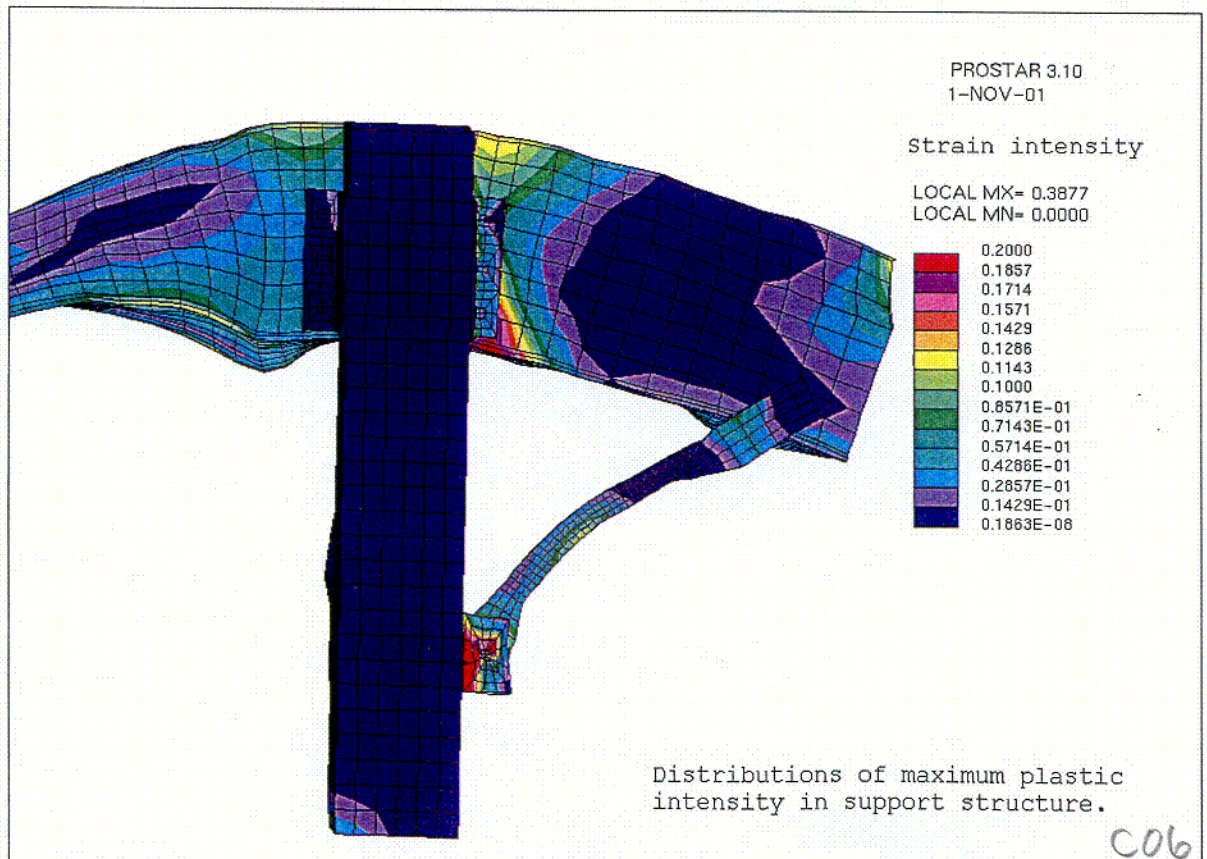 PROSTAR 3.10
1-NOV-01
Strain intensity
LOCAL MX= 0.3877
LOCAL MN= 0.0000
0.2000
0.1857
0.1714
0.1571
0.1429
0.1286
0.1143
0.1000
0.8571E-01
0.7143E-01
0.5714E-01
0.4286E-01
0.2857E-01
0.1429E-01
0.1863E-08
Distributions of maximum plastic
intensity in support structure.
C06